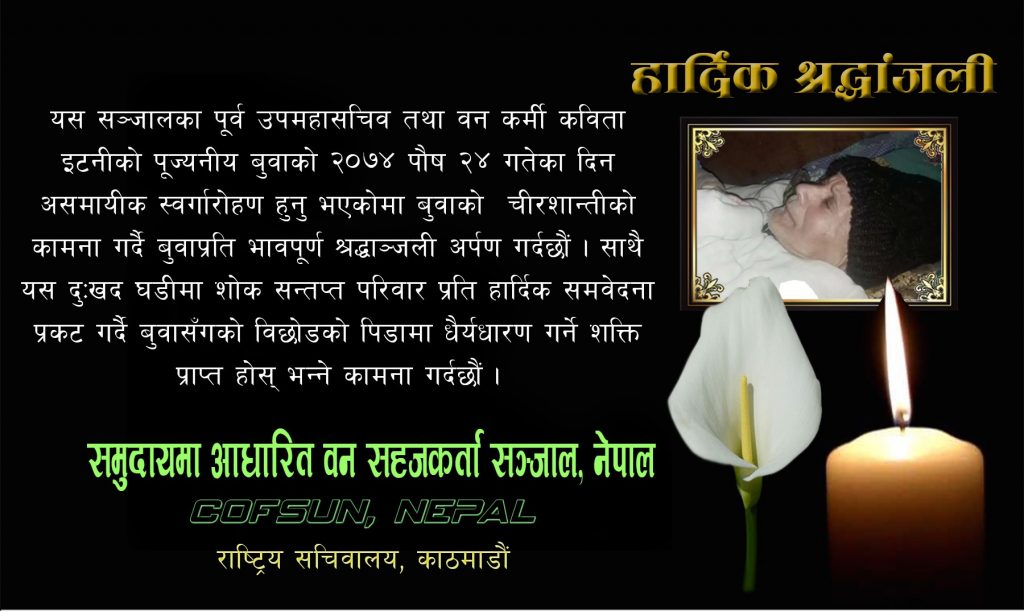 हार्दिक श्रद्धांजली
यस सञ्जालका पूर्व उपमहासचिव तथा वन कर्मी कविता
इटनीको पूज्यनीय बुवाको २०७४ पौष २४ गतेका दिन
असमायीक स्वर्गारोहण हुनु भएकोमा बुवाको चीरशान्तीको
कामना गर्दै बुवाप्रति भावपूर्ण श्रद्धाञ्जली अर्पण गर्दछौं । साथै
यस दुःखद घडीमा शोक सन्तप्त परिवार प्रति हार्दिक समवेदना
प्रकट गर्दै बुवासँगको विछोडको पिडामा धैर्यधारण गर्ने शक्ति
प्राप्त होस् भन्ने कामना गर्दछौं ।
समुदायमा आधारित वन सहजकर्ता सञ्जाल, नेपाल
COFSUN, NEPAL
राष्ट्रिय सचिवालय, काठमाडौं